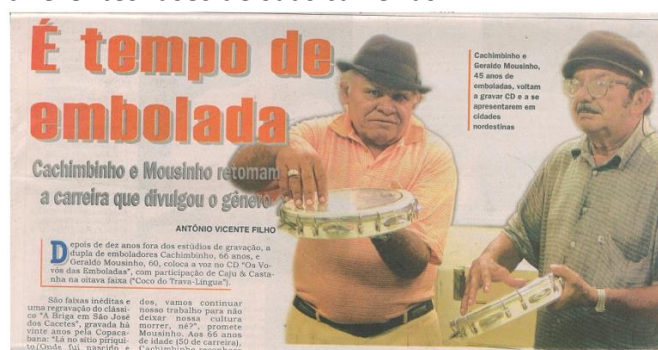 É tempo de
embolada
Cachimbinho e Mousinho retomam
a carreira que divulgou o gênero
Cachimbinho e
Geraldo Mousinho,
45 anos de
emboladas, voltam
a gravar CD e a se
apresentarem em
cidades
nordestinas
ANTÔNIO VICENTE FILHO
Depois de dez anos fora dos estúdios de gravação, a
dupla de emboladores Cachimbinho, 66 anos, e
Geraldo Mousinho, 60, coloca a voz no CD "Os Vo-
vós das Emboladas", com participação de Caju & Casta-
nha na oitava faixa ("Coco do Trava-Língua").
São faixas inéditas e
uma regravação do clássi-
co "A Briga em São José
dos Cacetes", gravada há
vinte anos pela Copaca-
bana: "Lá no sítio piriqui-
to/Onde fui nascido e
dos, vamos continuar
nosso trabalho para não
deixar nossa cultura
morrer, né?", promete
Mousinho. Aos 66 anos
de idade (50 de carreira),
Cachimbinho